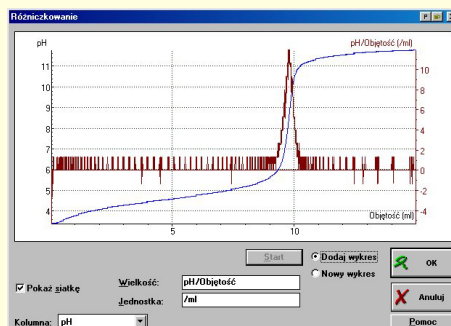 Różniczkowanie
pH
pH/Objętość (/ml)
11
10
9
8
7
6
5
4
10
8
6
4
2
0
-2
-4
5
10
Objętość (ml)
Start
Dodaj wykres
Nowy wykres
OK
Anuluj
Pomoc
Pokaż siatkę
Wielkość:
pH/Objętość
Jednostka:
/ml
Kolumna:
pH